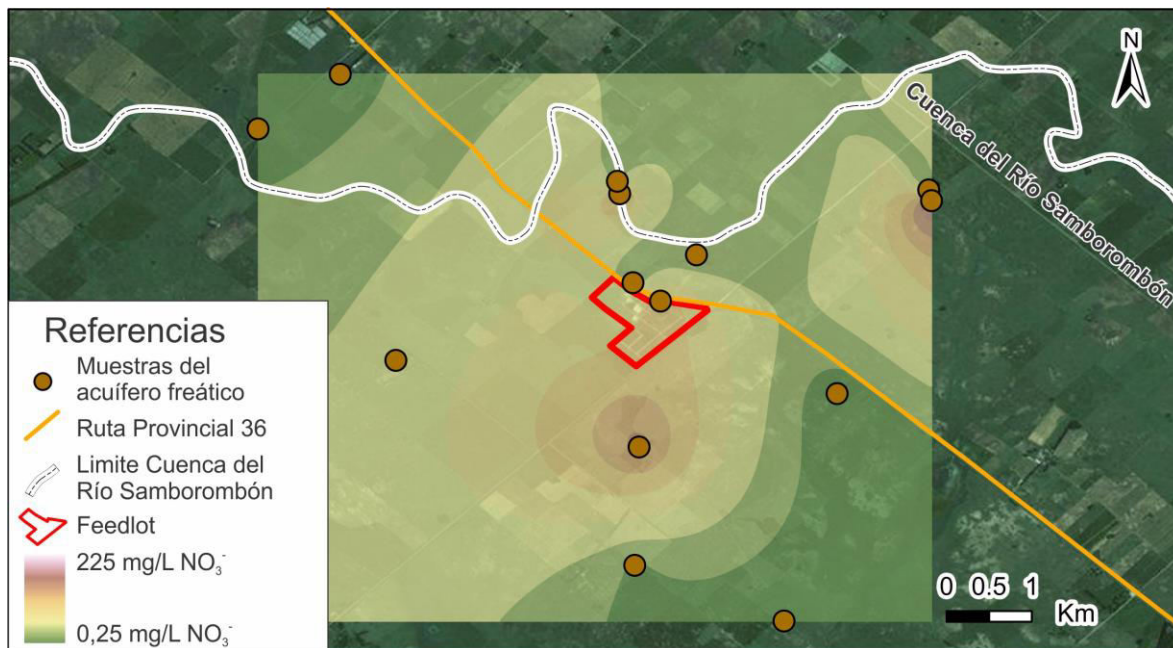 N
Cuenca del Río Samborombón
Referencias
Muestras del
acuífero freático
Ruta Provincial 36
Limite Cuenca del
Río Samborombón
Feedlot
225 mg/L NO₃⁻
0,25 mg/L NO₃⁻
0 0.5 1
Km